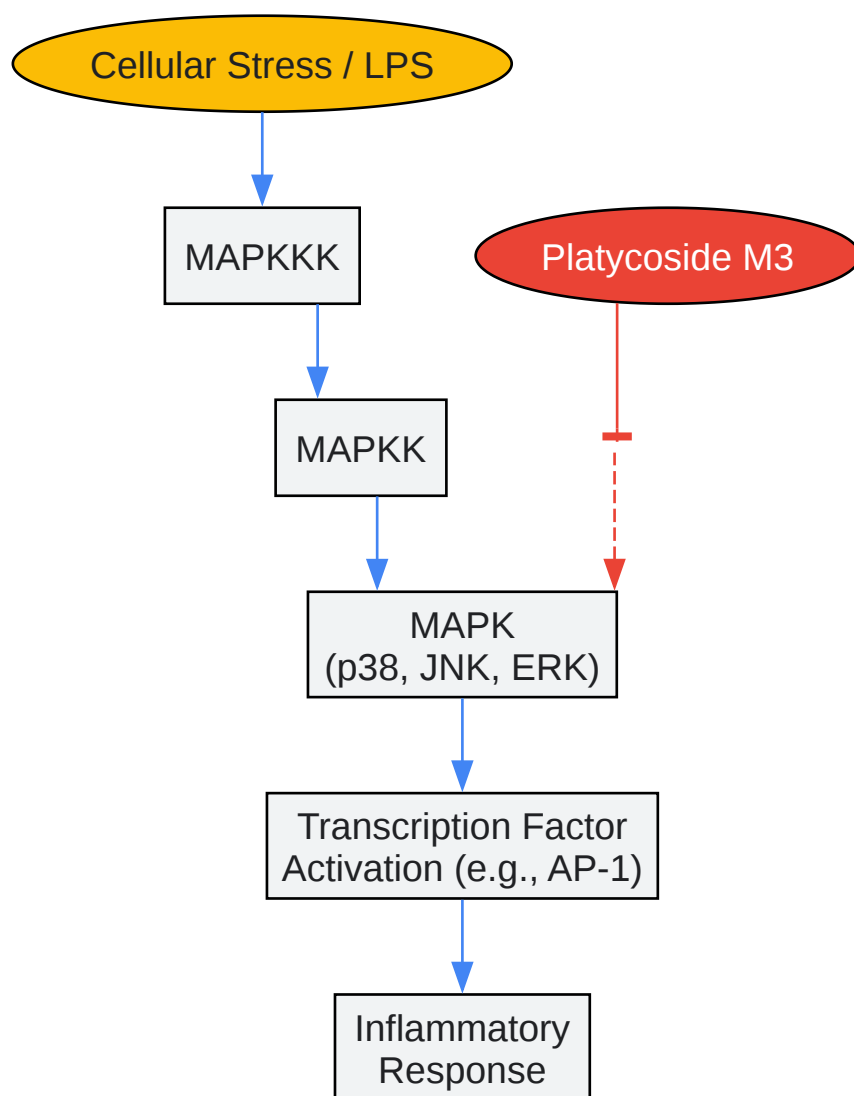 Cellular Stress / LPS
MAPKKK
Platycoside M3
MAPKK
MAPK
(p38, JNK, ERK)
Transcription Factor
Activation (e.g., AP-1)
Inflammatory
Response